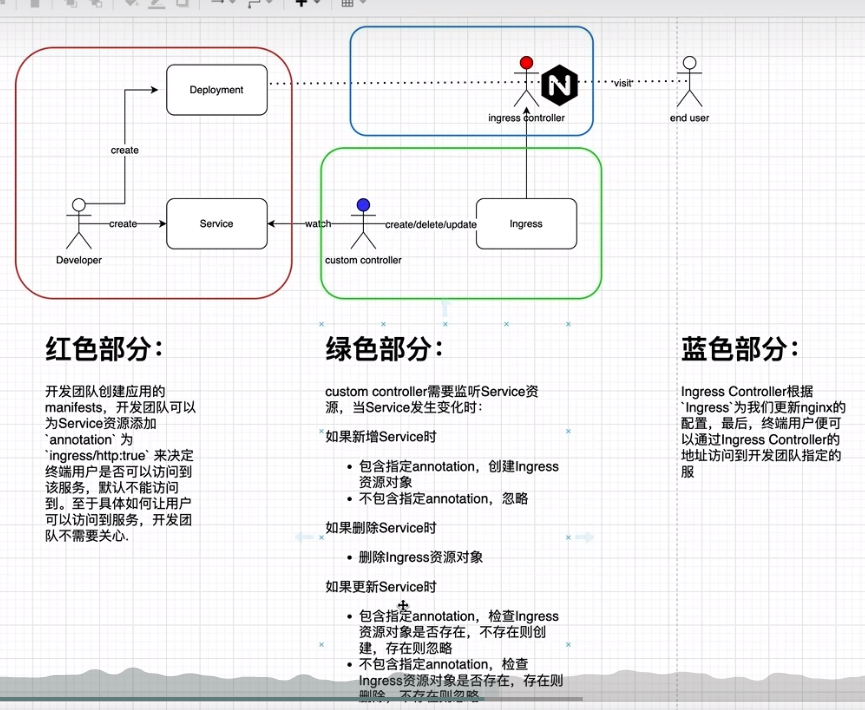 Deployment
N
visit
ingress controller
end user
create
create
Service
watch
create/delete/update
Ingress
Developer
custom controller
红色部分：
开发团队创建应用的
manifests，开发团队可以
为Service资源添加
`annotation` 为
`ingress/http:true` 来决定
终端用户是否可以访问到
该服务，默认不能访问
到。至于具体如何让用户
可以访问到服务，开发团
队不需要关心.
绿色部分：
custom controller需要监听Service资
源，当Service发生变化时：
如果新增Service时
• 包含指定annotation，创建Ingress
资源对象
• 不包含指定annotation，忽略
如果删除Service时
• 删除Ingress资源对象
如果更新Service时
• 包含指定annotation，检查Ingress
资源对象是否存在，不存在则创
建，存在则忽略
• 不包含指定annotation，检查
Ingress资源对象是否存在，存在则
删除，不存在则忽略
蓝色部分：
Ingress Controller根据
`Ingress`为我们更新nginx的
配置，最后，终端用户便可
以通过Ingress Controller的
地址访问到开发团队指定的
服